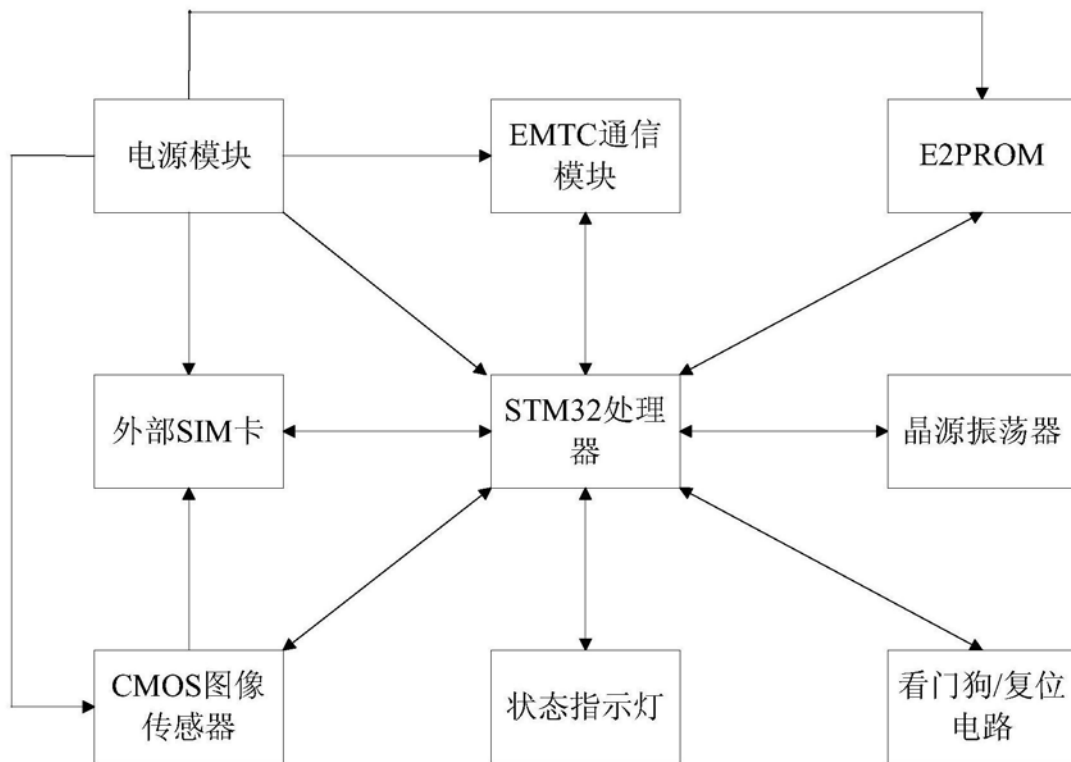 电源模块
EMTC通信
模块
E2PROM
外部SIM卡
STM32处理
器
晶源振荡器
CMOS图像
传感器
状态指示灯
看门狗/复位
电路